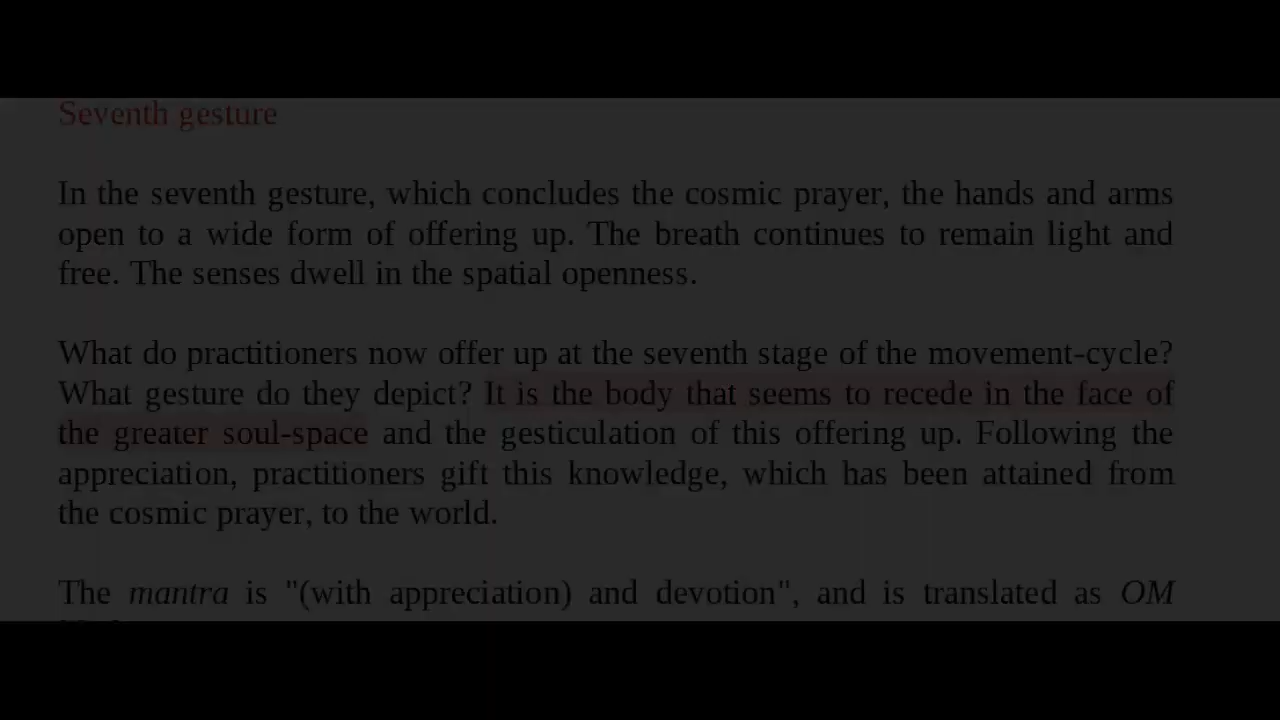 Seventh gesture
In the seventh gesture, which concludes the cosmic prayer, the hands and arms
open to a wide form of offering up. The breath continues to remain light and
free. The senses dwell in the spatial openness.
What do practitioners now offer up at the seventh stage of the movement-cycle?
What gesture do they depict? It is the body that seems to recede in the face of
the greater soul-space and the gesticulation of this offering up. Following the
appreciation, practitioners gift this knowledge, which has been attained from
the cosmic prayer, to the world.
The mantra is "(with appreciation) and devotion", and is translated as OM